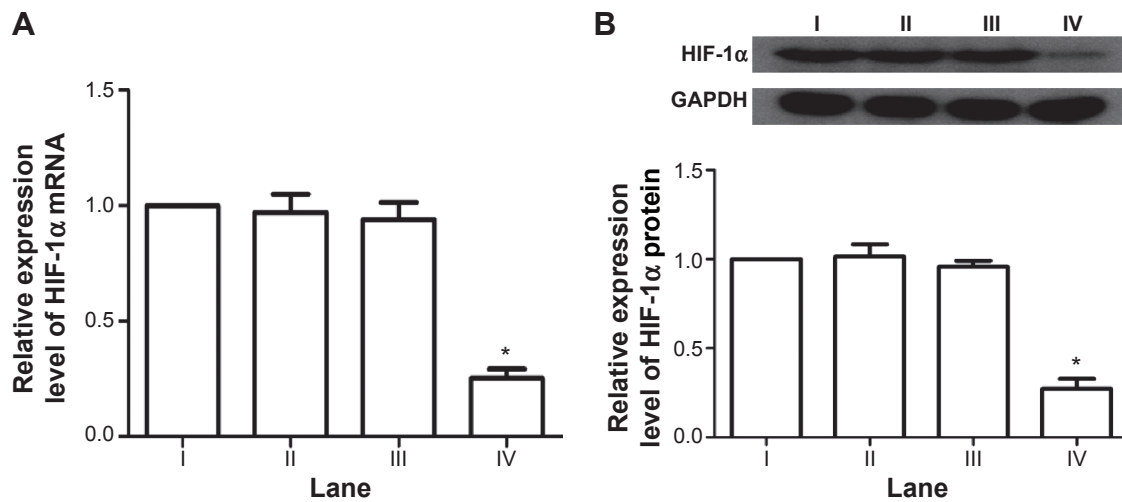 A
Relative expression
level of HIF-1α mRNA
1.5
1.0
0.5
0.0
*
I II III IV
Lane
B
I II III IV
HIF-1α
GAPDH
Relative expression
level of HIF-1α protein
1.5
1.0
0.5
0.0
*
I II III IV
Lane